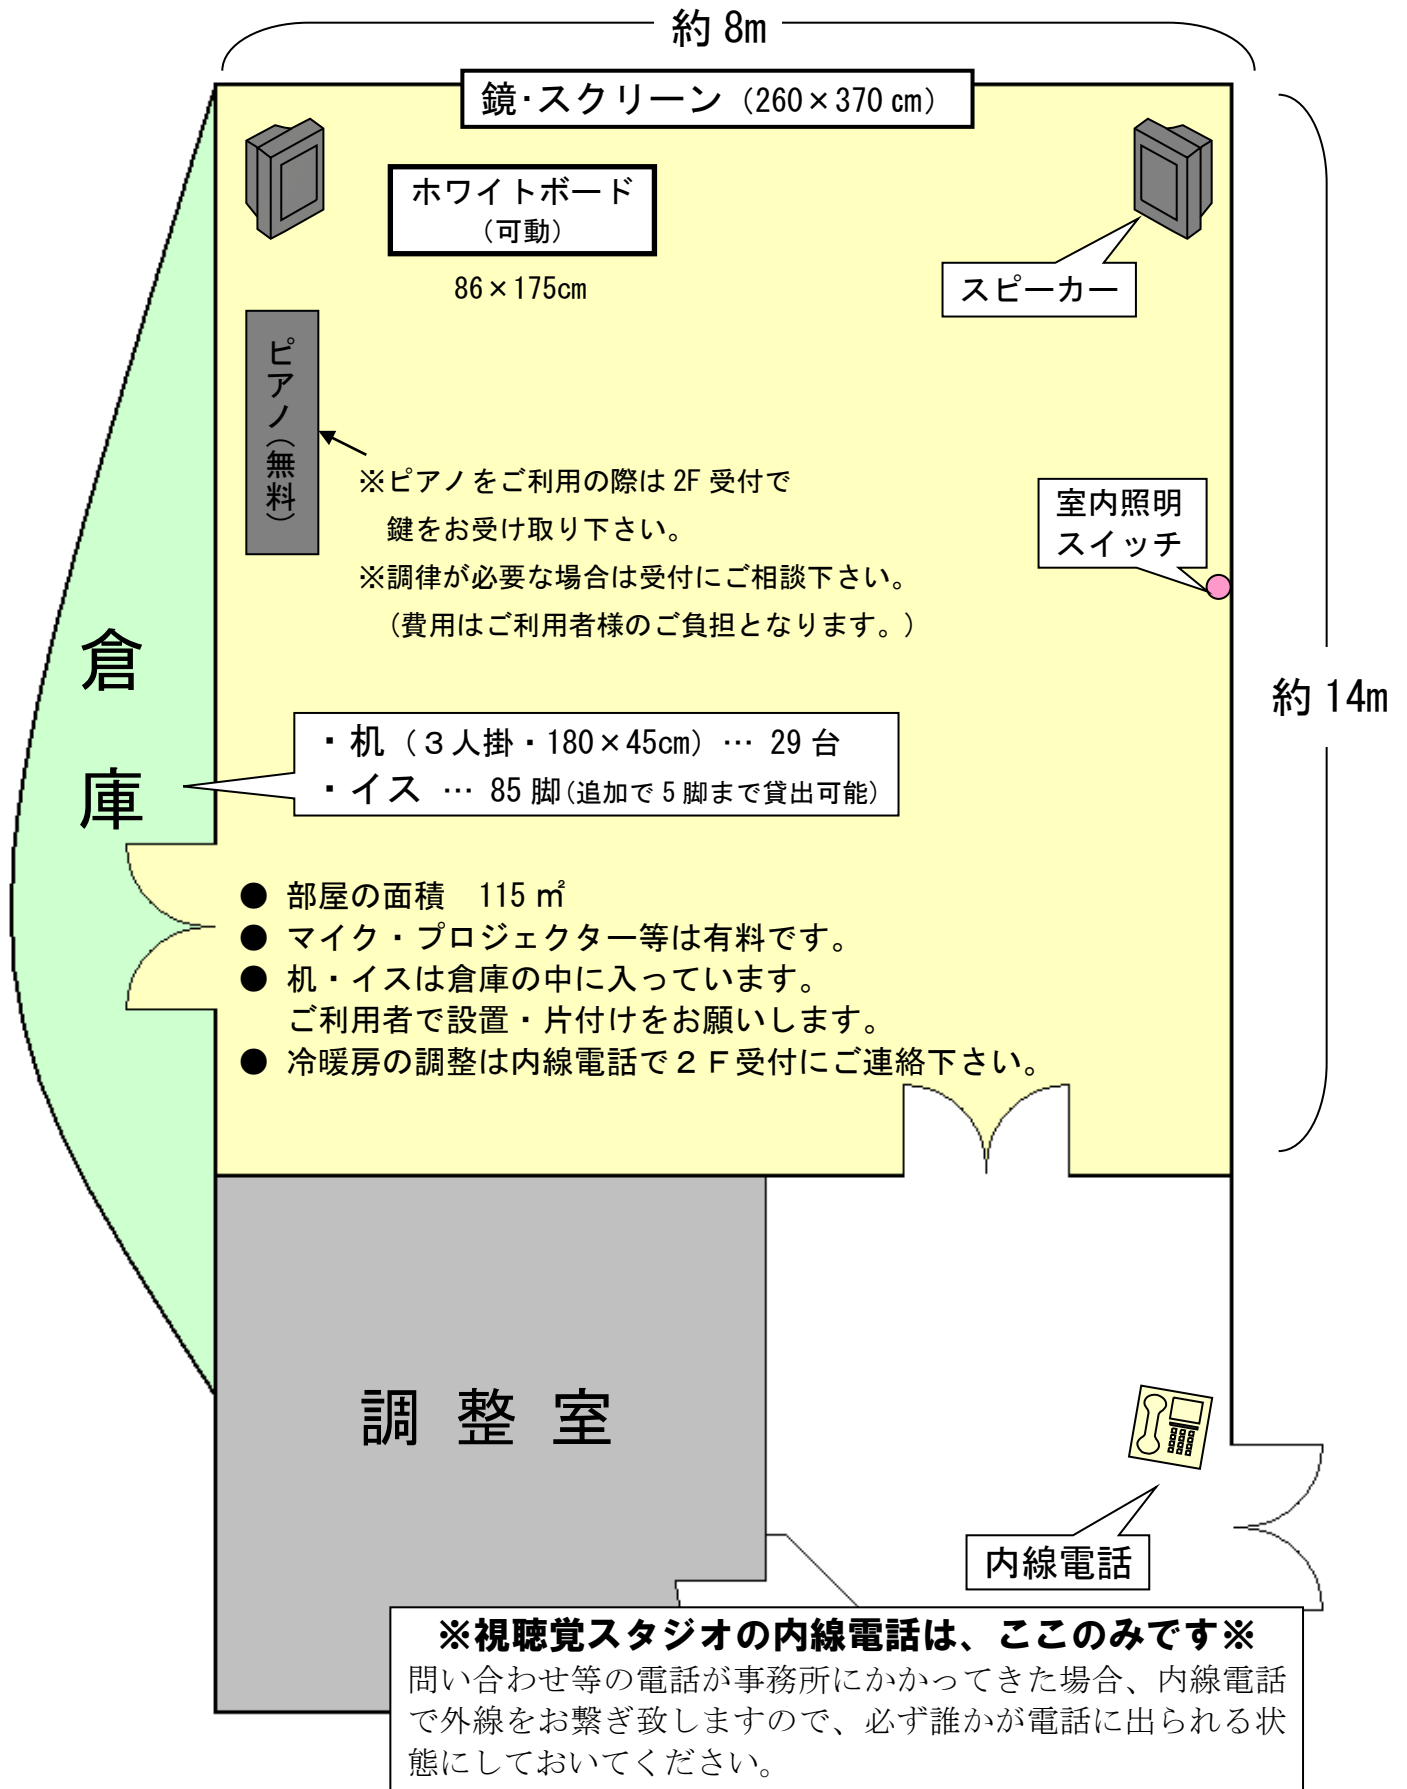 約 8m
鏡・スクリーン（260×370㎝）
ホワイトボード
（可動）
86×175cm
スピーカー
ピアノ（無料）
※ピアノをご利用の際は 2F 受付で
鍵をお受け取り下さい。
※調律が必要な場合は受付にご相談下さい。
（費用はご利用者様のご負担となります。）
室内照明
スイッチ
約 14m
倉庫
・机（３人掛・180×45cm）… 29 台
・イス … 85 脚（追加で 5 脚まで貸出可能）
● 部屋の面積　115 ㎡
● マイク・プロジェクター等は有料です。
● 机・イスは倉庫の中に入っています。
ご利用者で設置・片付けをお願いします。
● 冷暖房の調整は内線電話で２Ｆ受付にご連絡下さい。
調整室
内線電話
※視聴覚スタジオの内線電話は、ここのみです※
問い合わせ等の電話が事務所にかかってきた場合、内線電話
で外線をお繋ぎ致しますので、必ず誰かが電話に出られる状
態にしておいてください。